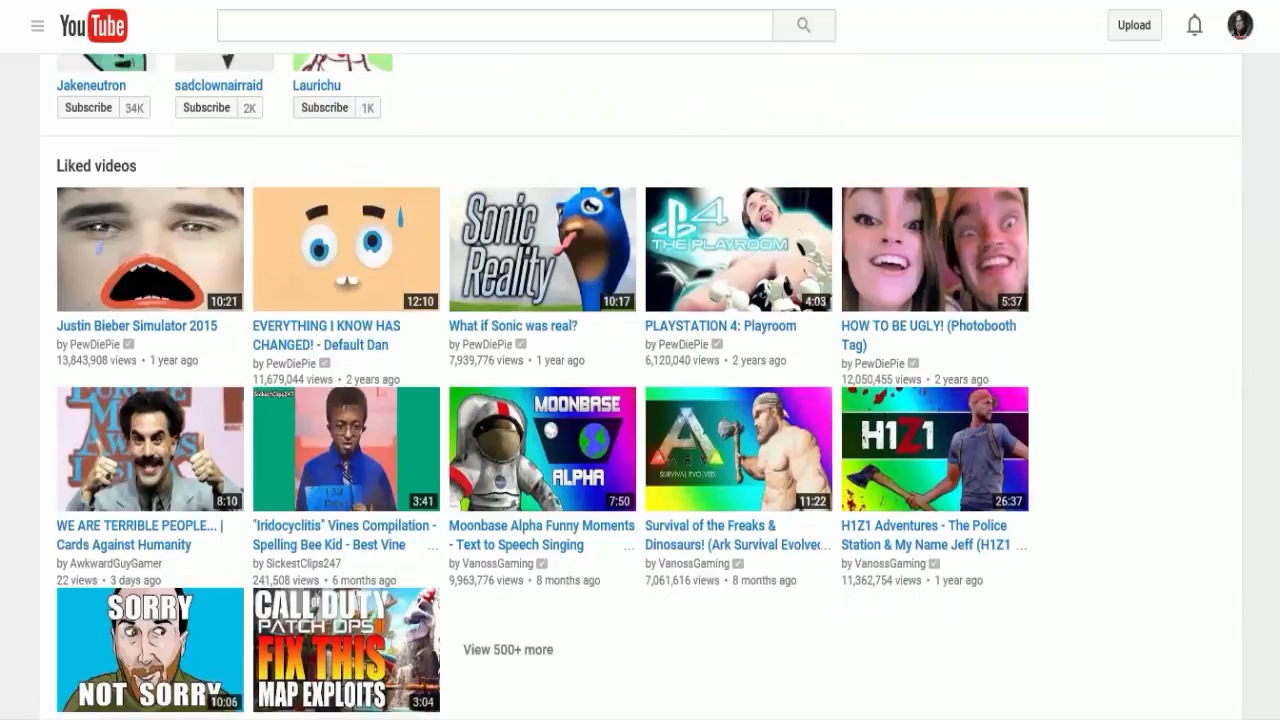 YouTube
Upload
Jakeneutron
sadclownairraid
Laurichu
Subscribe 34K
Subscribe 2K
Subscribe 1K
Liked videos
Sonic
Reality
4
THE PLAYROOM
10:21
12:10
10:17
4:03
5:37
Justin Bieber Simulator 2015
by PewDiePie
13,843,908 views • 1 year ago
EVERYTHING I KNOW HAS
CHANGED! - Default Dan
by PewDiePie
11,679,044 views • 2 years ago
What if Sonic was real?
by PewDiePie
7,939,776 views • 1 year ago
PLAYSTATION 4: Playroom
by PewDiePie
6,120,040 views • 2 years ago
HOW TO BE UGLY! (Photobooth
Tag)
by PewDiePie
12,050,455 views • 2 years ago
SickestClips247
MOONBASE
ALPHA
SURVIVAL EVOLVED
H1Z1
8:10
3:41
7:50
11:22
26:37
WE ARE TERRIBLE PEOPLE... |
Cards Against Humanity
by AwkwardGuyGamer
22 views • 3 days ago
"Iridocyclitis" Vines Compilation -
Spelling Bee Kid - Best Vine ...
by SickestClips247
241,508 views • 6 months ago
Moonbase Alpha Funny Moments
- Text to Speech Singing ...
by VanossGaming
9,963,776 views • 8 months ago
Survival of the Freaks &
Dinosaurs! (Ark Survival Evolvec...
by VanossGaming
7,061,616 views • 8 months ago
H1Z1 Adventures - The Police
Station & My Name Jeff (H1Z1 ...
by VanossGaming
11,362,754 views • 1 year ago
SORRY
NOT SORRY
10:06
CALL OF DUTY
PATCH OPS II
FIX THIS
MAP EXPLOITS
3:04
View 500+ more